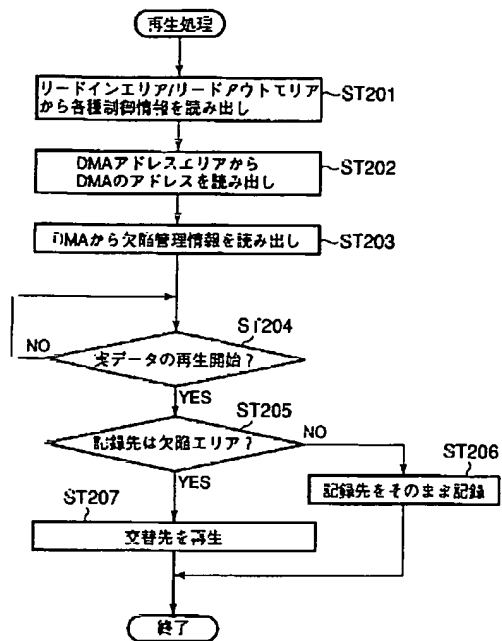 再生処理
リードインエリア/リードアウトエリア
から各種制御情報を読み出し
ST201
DMAアドレスエリアから
DMAのアドレスを読み出し
ST202
DMAから欠陥管理情報を読み出し
ST203
ST204
NO
実データの再生開始?
YES
ST205
記録先は欠陥エリア?
NO
YES
ST206
記録先をそのまま記録
ST207
交替先を再生
終了